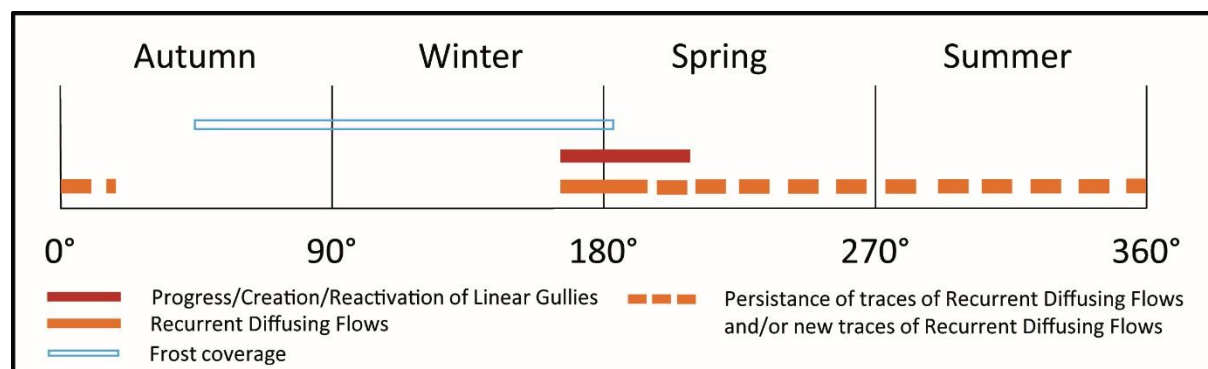 Autumn Winter Spring Summer
0° 90° 180° 270° 360°
Progress/Creation/Reactivation of Linear Gullies
Recurrent Diffusing Flows
Frost coverage
Persistance of traces of Recurrent Diffusing Flows
and/or new traces of Recurrent Diffusing Flows